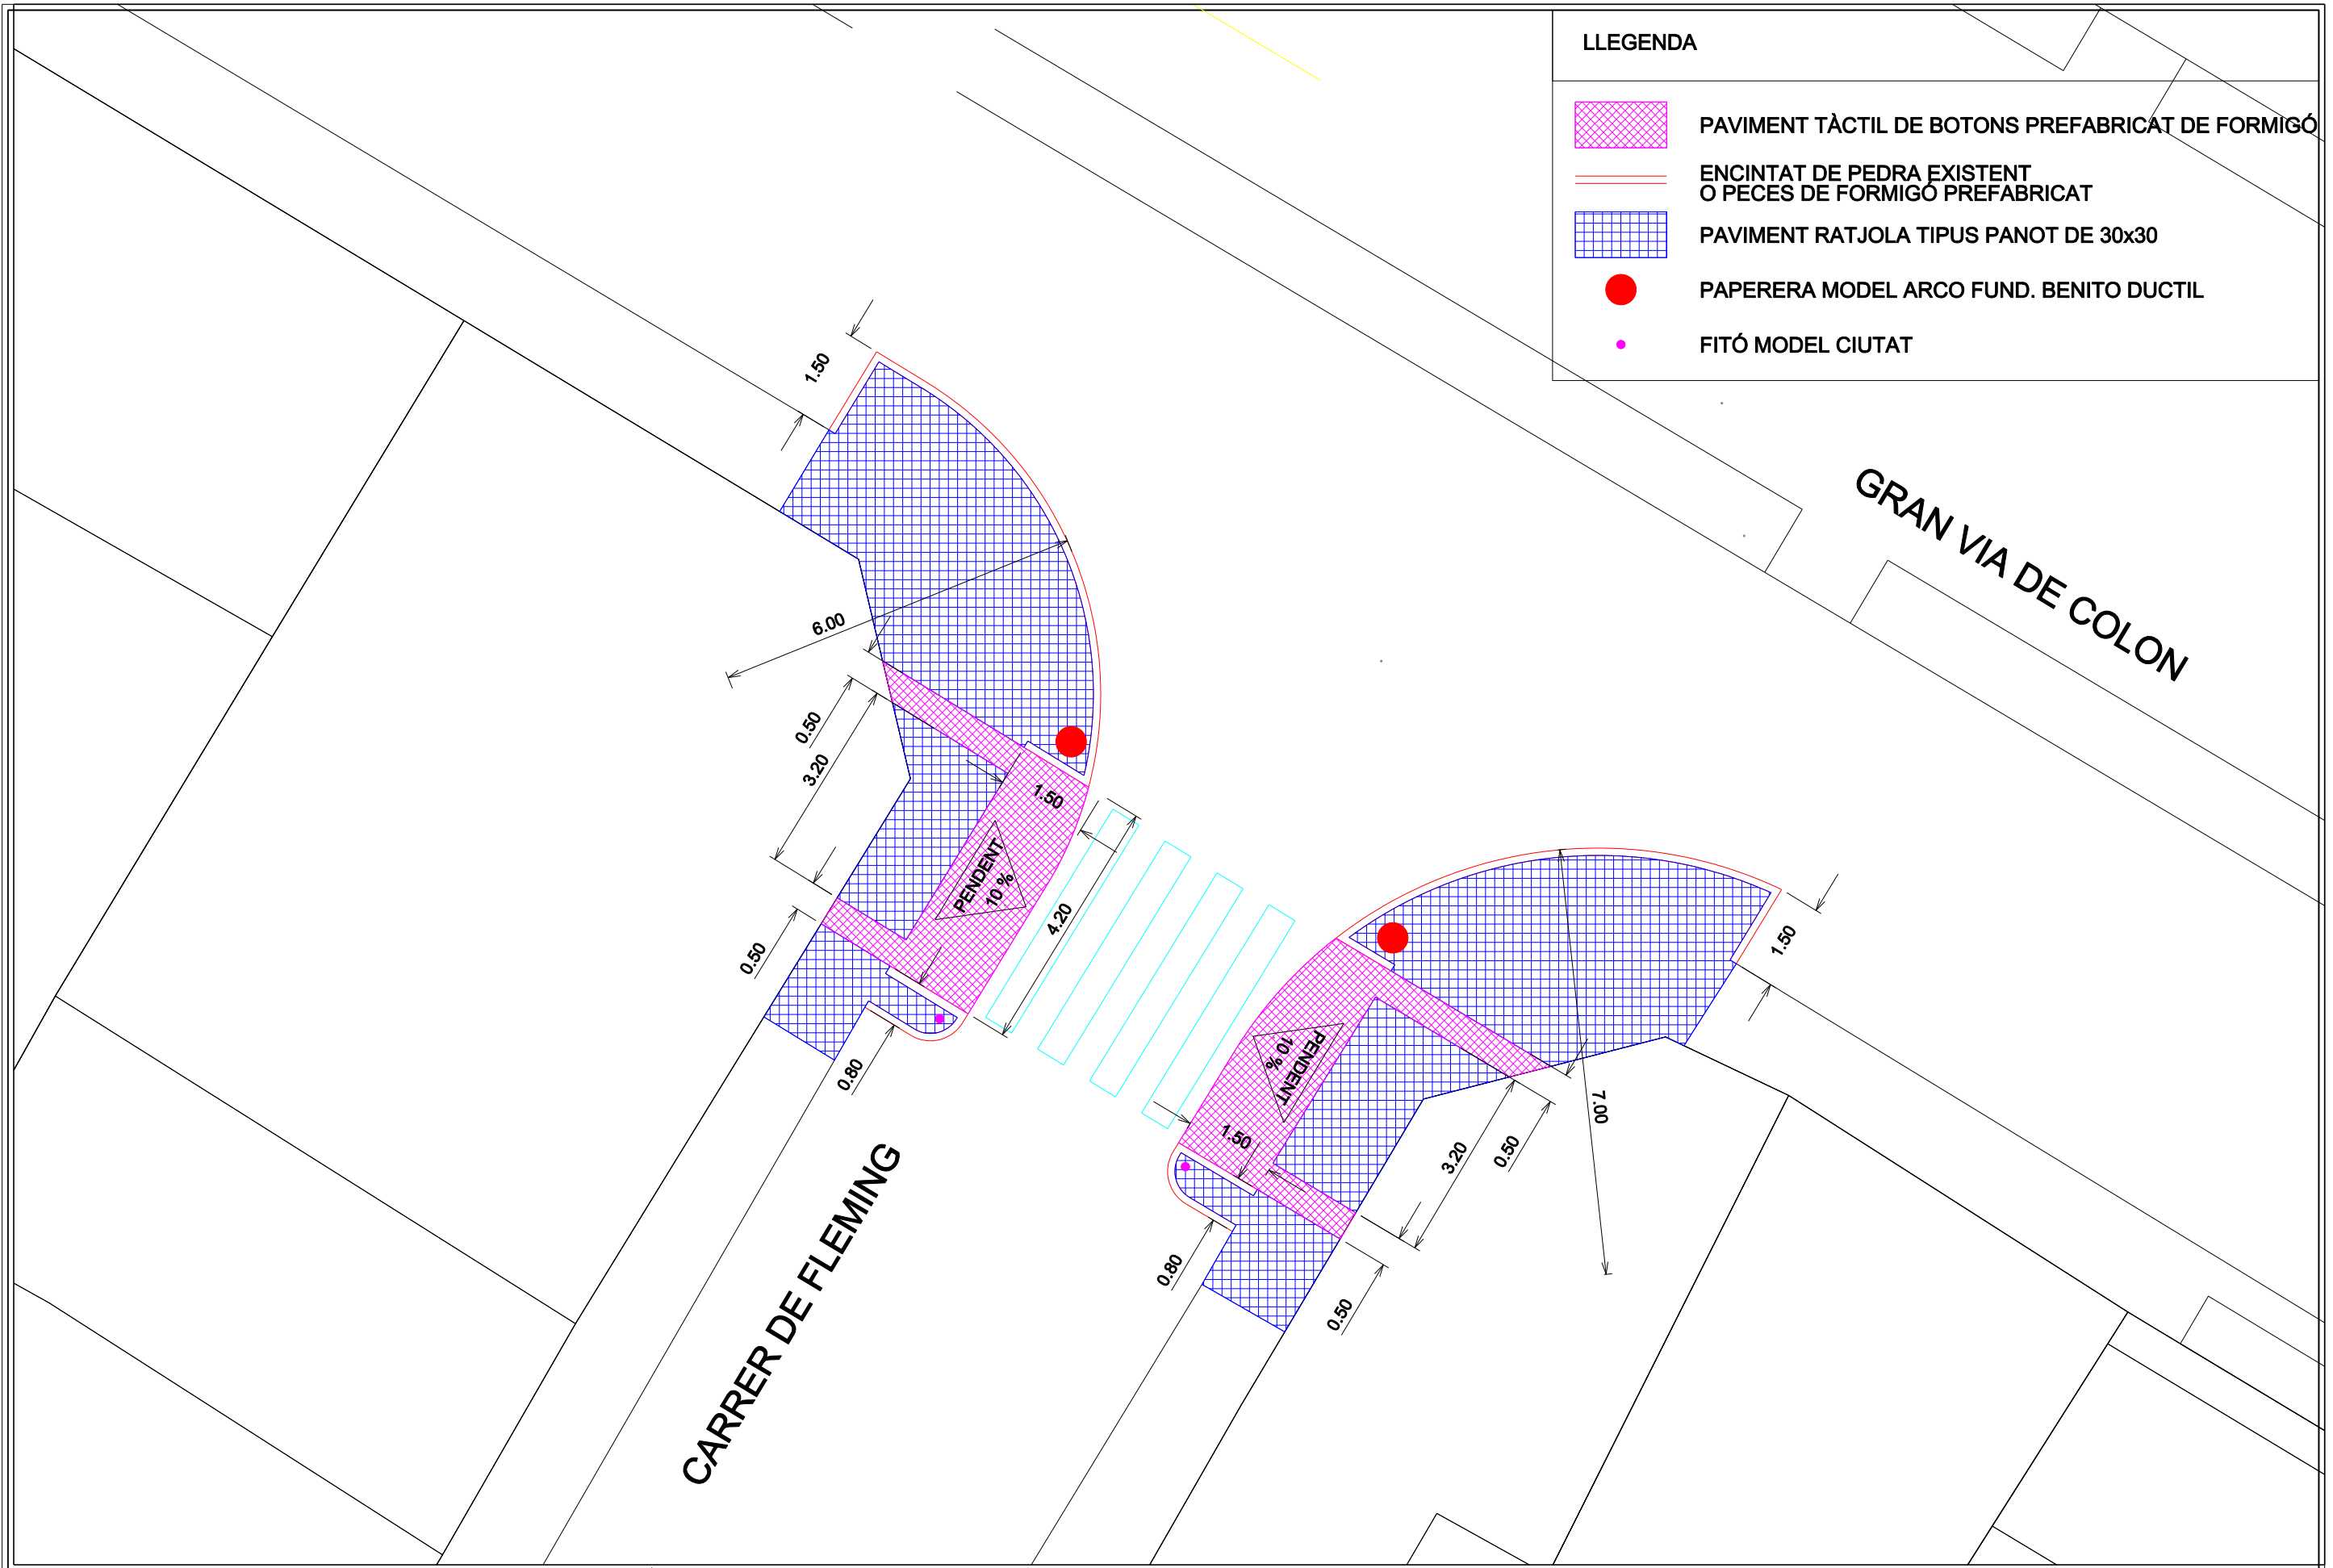 LLEGENDA
PAVIMENT TÀCTIL DE BOTONS PREFABRICAT DE FORMIGÓ
ENCINTAT DE PEDRA EXISTENT
O PECES DE FORMIGÓ PREFABRICAT
PAVIMENT RATJOLA TIPUS PANOT DE 30x30
PAPERERA MODEL ARCO FUND. BENITO DUCTIL
FITÓ MODEL CIUTAT
GRAN VIA DE COLON
1.50
6.00
0.50
3.20
1.50
PENDENT
10 %
4.20
0.50
0.80
1.50
PENDENT
10 %
7.00
1.50
3.20
0.50
0.80
0.50
CARRER DE FLEMING